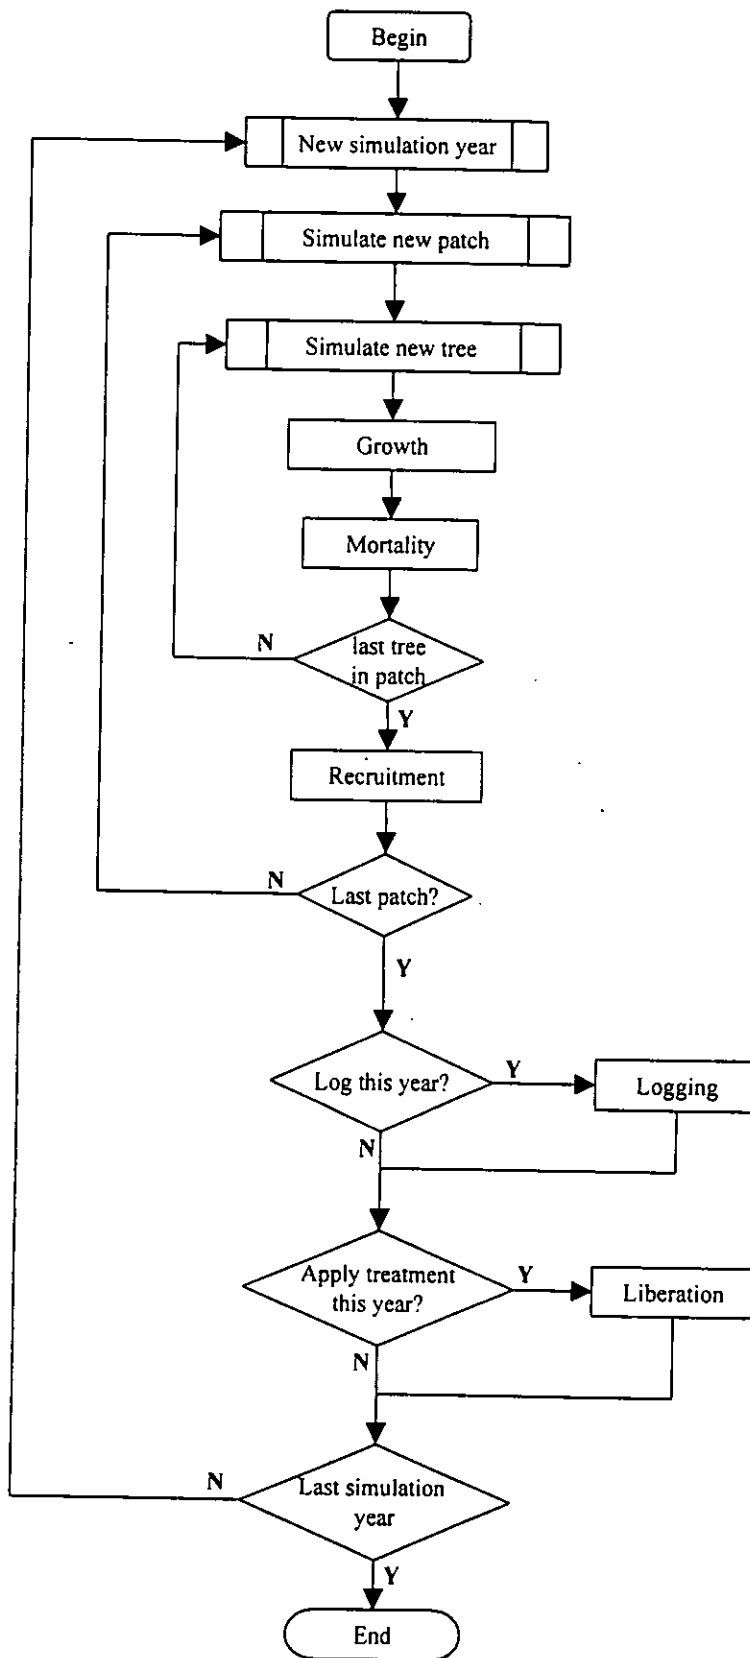 Begin
New simulation year
Simulate new patch
Simulate new tree
Growth
Mortality
last tree
in patch
N
Y
Recruitment
Last patch?
N
Y
Log this year?
Y
Logging
N
Apply treatment
this year?
Y
Liberation
N
Last simulation
year
N
Y
End